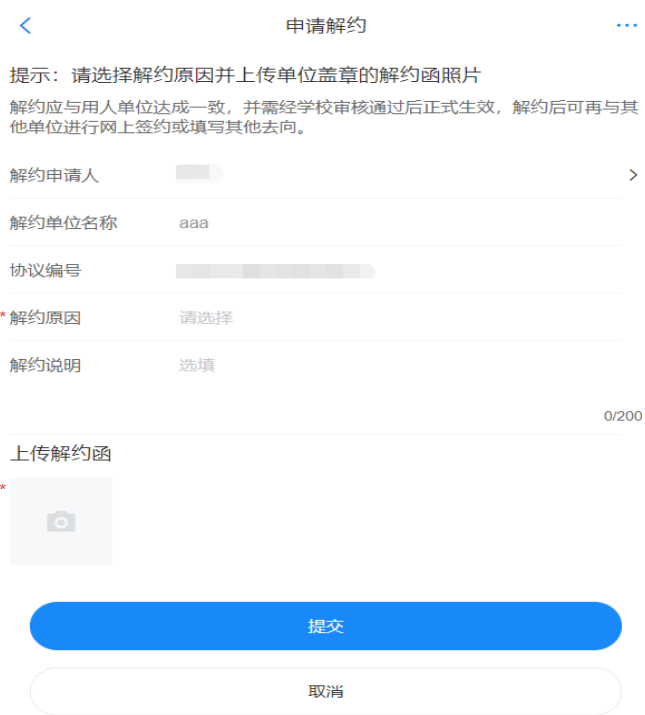 申请解约
提示：请选择解约原因并上传单位盖章的解约函照片
解约应与用人单位达成一致，并需经学校审核通过后正式生效，解约后可再与其
他单位进行网上签约或填写其他去向。
解约申请人
解约单位名称 aaa
协议编号
*解约原因 请选择
解约说明 选填
0/200
上传解约函
*
提交
取消